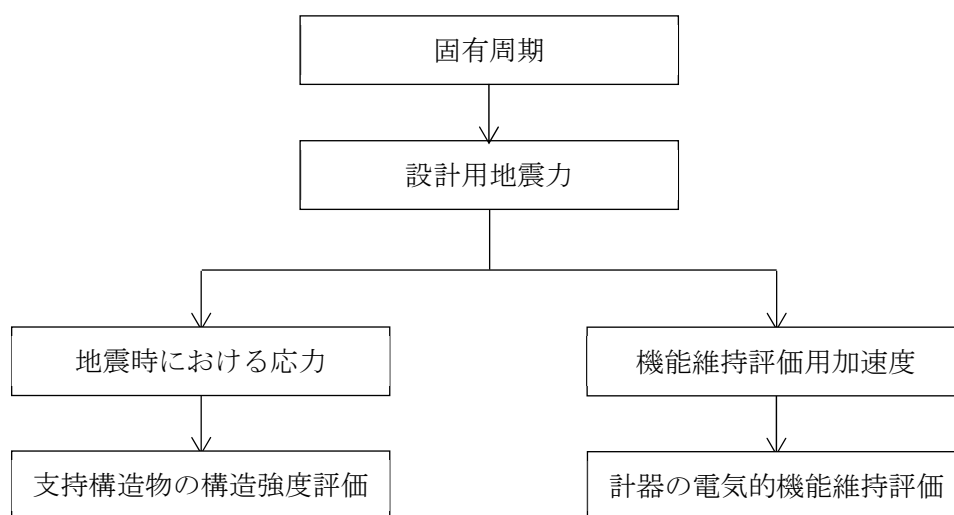 固有周期
設計用地震力
地震時における応力
機能維持評価用加速度
支持構造物の構造強度評価
計器の電気的機能維持評価